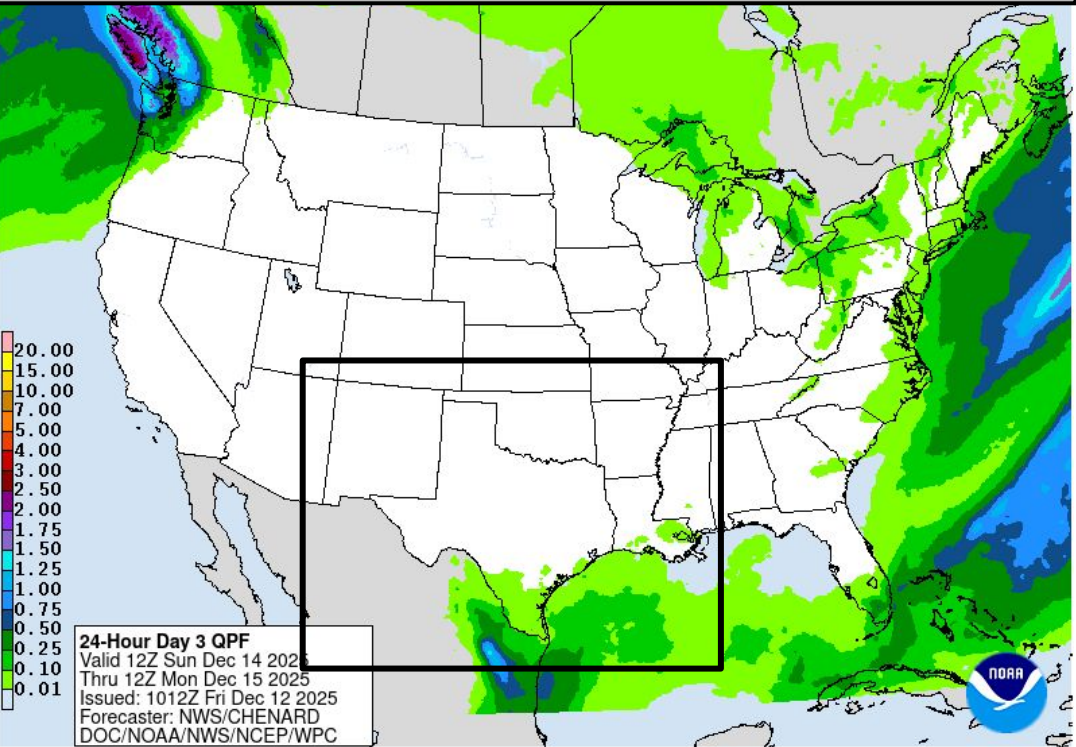 20.00
15.00
10.00
7.00
5.00
4.00
3.00
2.50
2.00
1.75
1.50
1.25
1.00
0.75
0.50
0.25
0.10
0.01
24-Hour Day 3 QPF
Valid 12Z Sun Dec 14 2025
Thru 12Z Mon Dec 15 2025
Issued: 1012Z Fri Dec 12 2025
Forecaster: NWS/CHENARD
DOC/NOAA/NWS/NCEP/WPC
NOAA